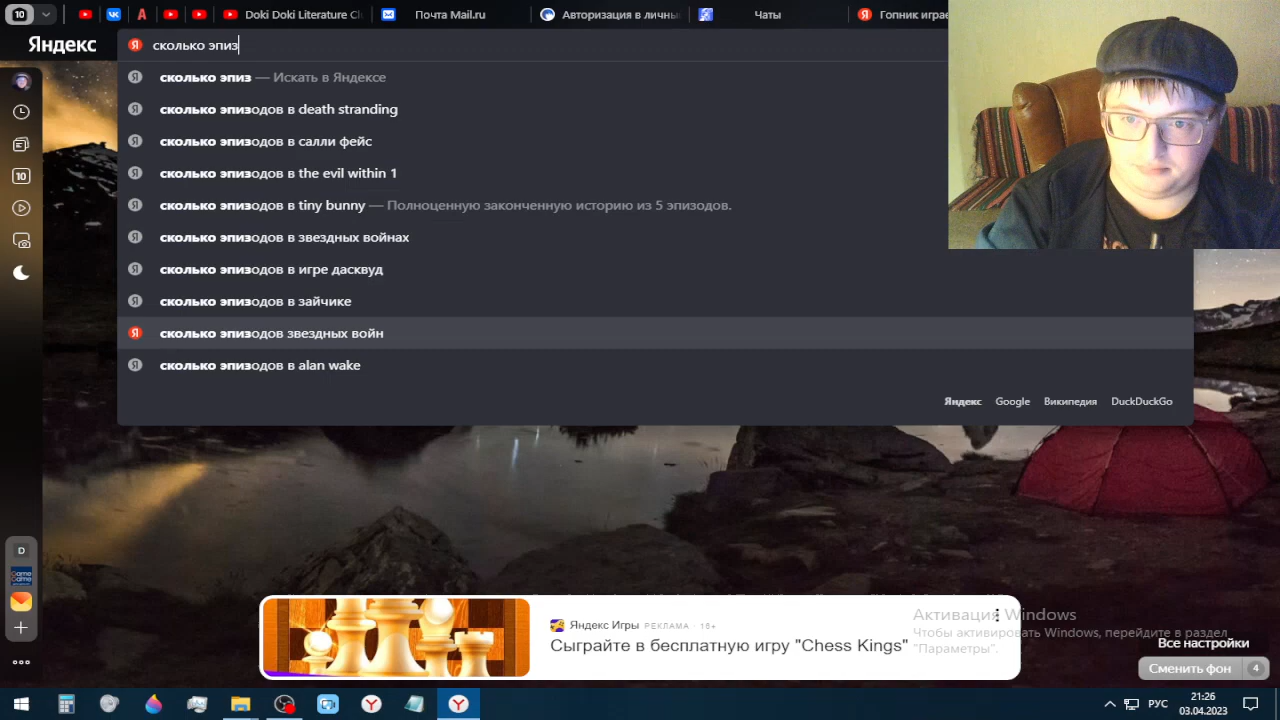 10
Doki Doki Literature Cl
Почта Mail.ru
Авторизация в личны
Чаты
Гопник играе
Яндекс
сколько эпиз
сколько эпиз — Искать в Яндексе
сколько эпизодов в death stranding
сколько эпизодов в салли фейс
сколько эпизодов в the evil within 1
10
сколько эпизодов в tiny bunny — Полноценную законченную историю из 5 эпизодов.
сколько эпизодов в звездных войнах
сколько эпизодов в игре дасквуд
сколько эпизодов в зайчике
сколько эпизодов звездных войн
сколько эпизодов в alan wake
Яндекс Google Википедия DuckDuckGo
D
Яндекс Игры РЕКЛАМА · 16+
Сыграйте в бесплатную игру "Chess Kings"
Активация Windows
Чтобы активировать Windows, перейдите в раздел
"Параметры".
Все настройки
Сменить фон 4
РУС
21:26
03.04.2023